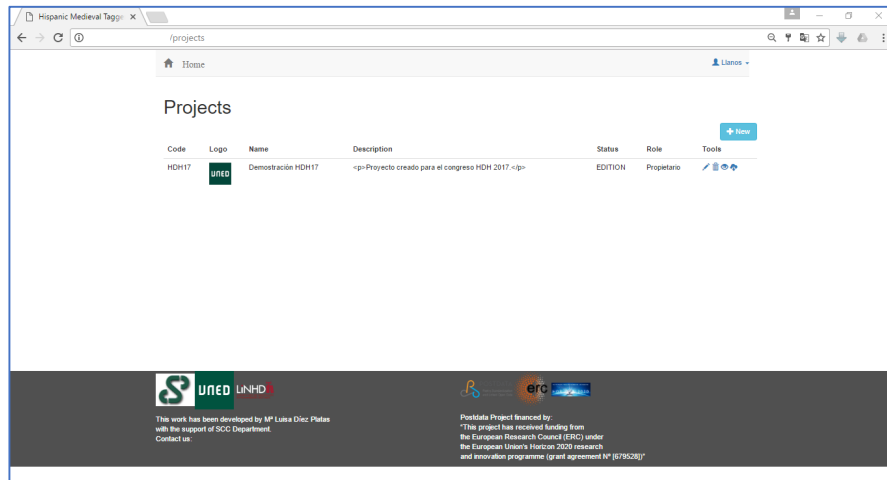 Hispanic Medieval Tagge
/projects
Home
Llanos
Projects
+ New
Code Logo Name Description Status Role Tools
HDH17 UNED Demostración HDH17 <p>Proyecto creado para el congreso HDH 2017.</p> EDITION Propietario
S UNED LiNHD
erc
This work has been developed by Mª Luisa Díez Platas
with the support of SCC Department.
Contact us:
Postdata Project financed by:
"This project has received funding from
the European Research Council (ERC) under
the European Union's Horizon 2020 research
and innovation programme (grant agreement Nº [679528])"